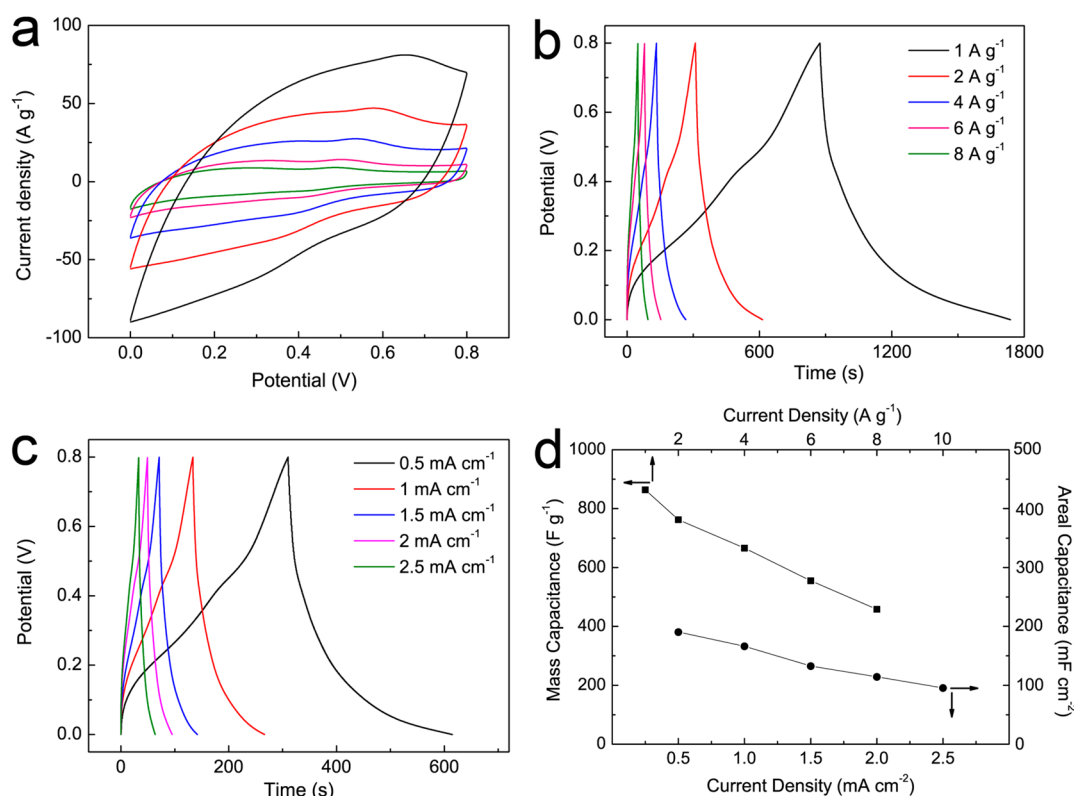 a
100
50
0
-50
-100
Current density (A g⁻¹)
0.0 0.2 0.4 0.6 0.8
Potential (V)
b
0.8
0.6
0.4
0.2
0.0
Potential (V)
1 A g⁻¹
2 A g⁻¹
4 A g⁻¹
6 A g⁻¹
8 A g⁻¹
0 600 1200 1800
Time (s)
c
0.8
0.6
0.4
0.2
0.0
Potential (V)
0.5 mA cm⁻¹
1 mA cm⁻¹
1.5 mA cm⁻¹
2 mA cm⁻¹
2.5 mA cm⁻¹
0 200 400 600
Time (s)
d
Current Density (A g⁻¹)
2 4 6 8 10
1000
800
600
400
200
0
Mass Capacitance (F g⁻¹)
500
400
300
200
100
0
Areal Capacitance (mF cm⁻²)
0.5 1.0 1.5 2.0 2.5
Current Density (mA cm⁻²)